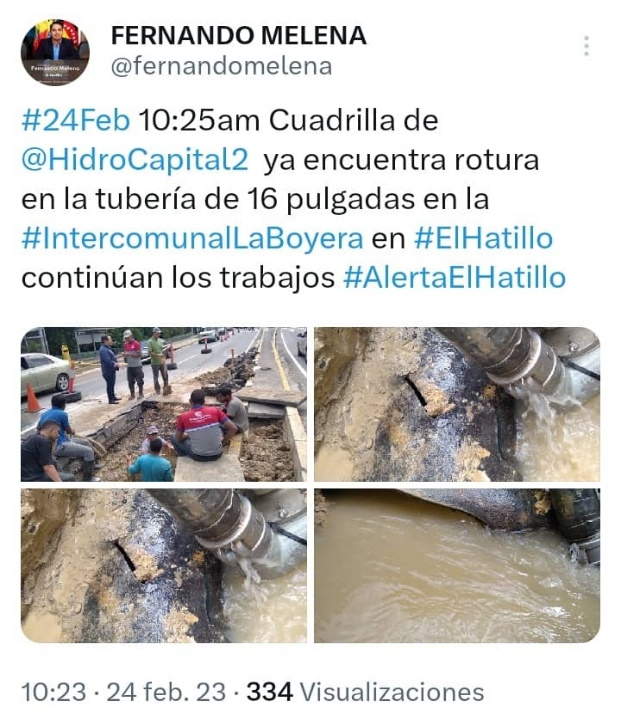 FERNANDO MELENA
@fernandomelena
#24Feb 10:25am Cuadrilla de
@HidroCapital2 ya encuentra rotura
en la tubería de 16 pulgadas en la
#IntercomunalLaBoyera en #ElHatillo
continúan los trabajos #AlertaElHatillo
10:23 · 24 feb. 23 · 334 Visualizaciones